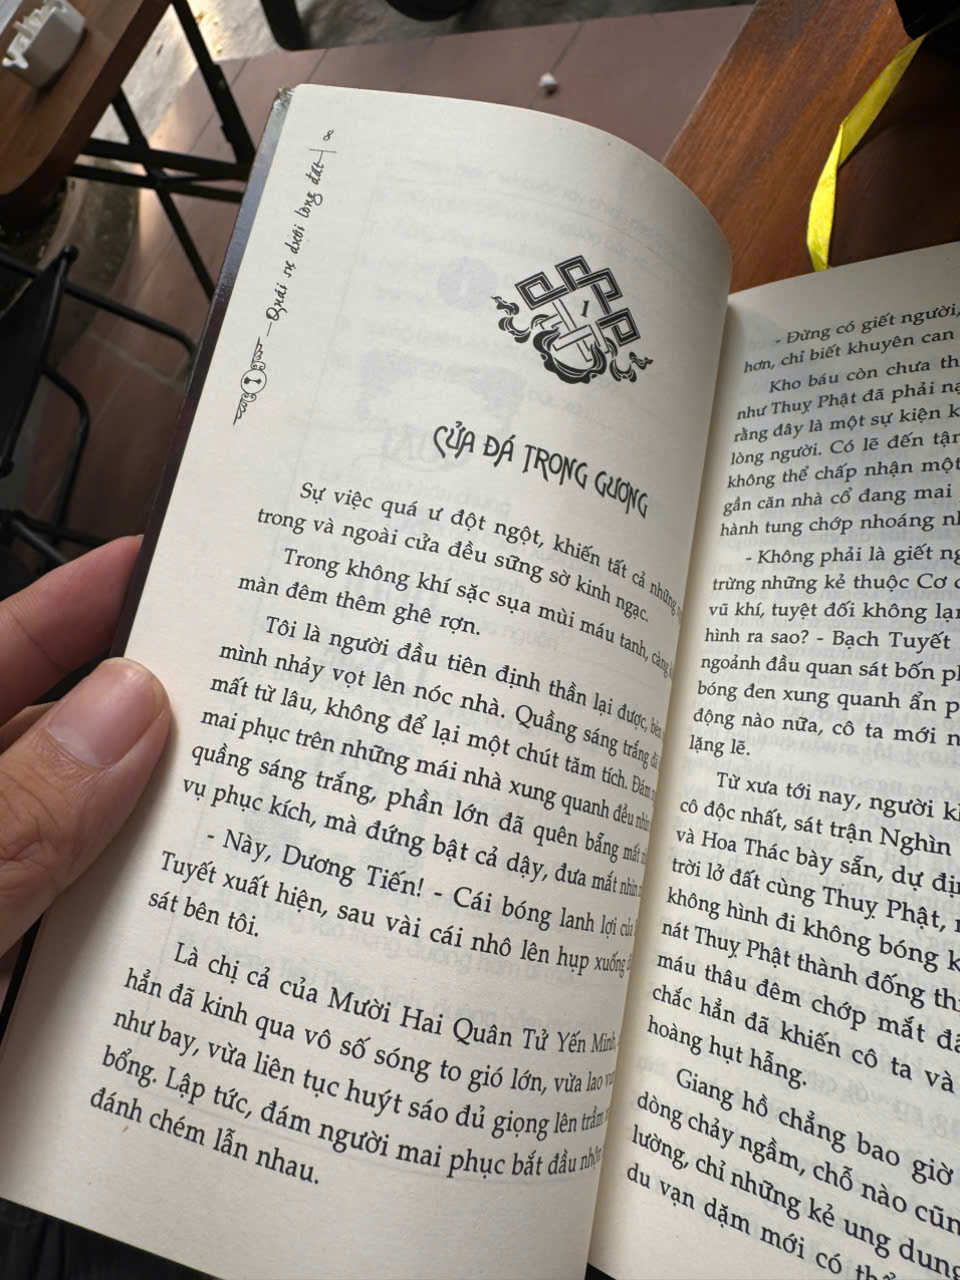 8
Quái sư dưới lòng đất
1
CỬA ĐÁ TRONG GƯƠNG
Sự việc quá ư đột ngột, khiến tất cả những
trong và ngoài cửa đều sững sờ kinh ngạc.
Trong không khí sặc sụa mùi máu tanh, càng
màn đêm thêm ghê rợn.
Tôi là người đầu tiên định thần lại được, bèn
mình nhảy vọt lên nóc nhà. Quầng sáng trắng đã
mất từ lâu, không để lại một chút tăm tích. Đám
mai phục trên những mái nhà xung quanh đều nhìn
quầng sáng trắng, phần lớn đã quên bẵng mất
vụ phục kích, mà đứng bật cả dậy, đưa mắt nhìn
- Này, Dương Tiến! - Cái bóng lanh lợi của
Tuyết xuất hiện, sau vài cái nhô lên hụp xuống
sát bên tôi.
Là chị cả của Mười Hai Quân Tử Yến Minh,
hẳn đã kinh qua vô số sóng to gió lớn, vừa lao
như bay, vừa liên tục huýt sáo đủ giọng lên trầm
bổng. Lập tức, đám người mai phục bắt đầu
đánh chém lẫn nhau.
- Đừng có giết người,
hơn, chỉ biết khuyên can
Kho báu còn chưa
như Thuỵ Phật đã phải
rằng đây là một sự kiện
lòng người. Có lẽ đến tận
không thể chấp nhận một
gần căn nhà cổ đang mai
hành tung chớp nhoáng
- Không phải là giết
trừng những kẻ thuộc Cơ
vũ khí, tuyệt đối không
hình ra sao? - Bạch Tuyết
ngoảnh đầu quan sát bốn
bóng đen xung quanh ẩn
động nào nữa, cô ta mới
lặng lẽ.
Từ xưa tới nay, người
cô độc nhất, sát trận Nghìn
và Hoa Thác bày sẵn, dự
trời lở đất cùng Thuỵ Phật,
không hình đi không bóng
nát Thuỵ Phật thành đống
máu thâu đêm chớp mắt
chắc hẳn đã khiến cô ta và
hoàng hụt hẫng.
Giang hồ chẳng bao giờ
dòng chảy ngầm, chỗ nào
lường, chỉ những kẻ ung dung
du vạn dặm mới có